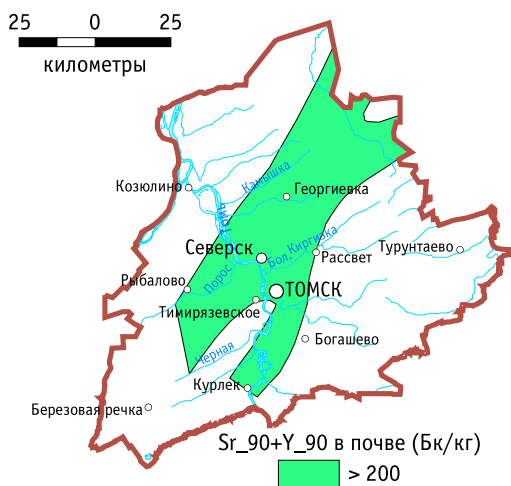 25 0 25
километры
Козюлино
Камышка
Георгиевка
Томь
Северск
Бол. Киргизка
Рассвет
Турунтаево
Рыбалово
Порос
ТОМСК
Тимирязевское
Богашево
Черная
Курлек
Березовая речка
Sr_90+Y_90 в почве (Бк/кг)
> 200